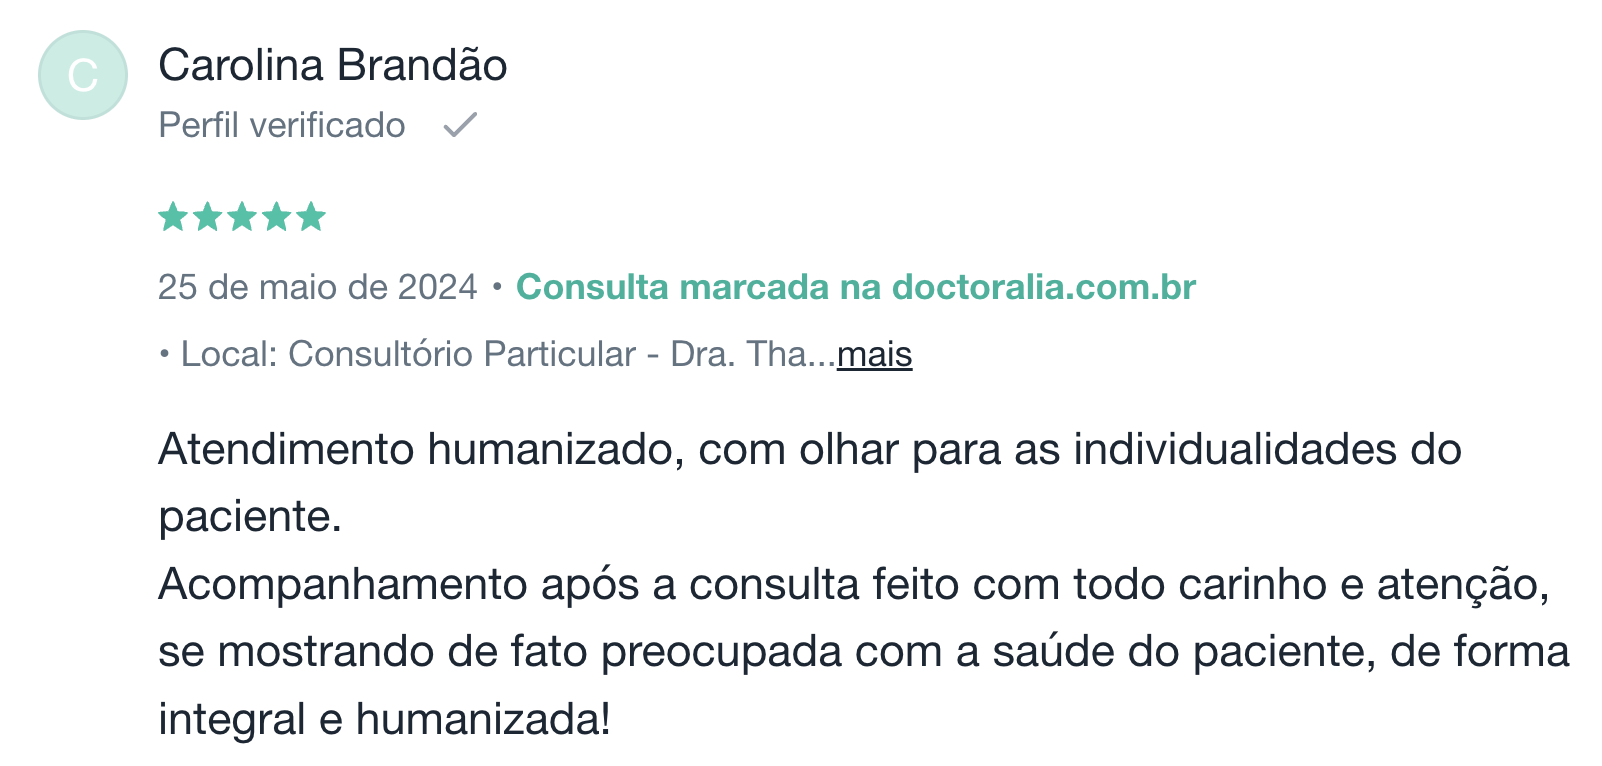 C
Carolina Brandão
Perfil verificado
25 de maio de 2024 • Consulta marcada na doctoralia.com.br
• Local: Consultório Particular - Dra. Tha...mais
Atendimento humanizado, com olhar para as individualidades do
paciente.
Acompanhamento após a consulta feito com todo carinho e atenção,
se mostrando de fato preocupada com a saúde do paciente, de forma
integral e humanizada!